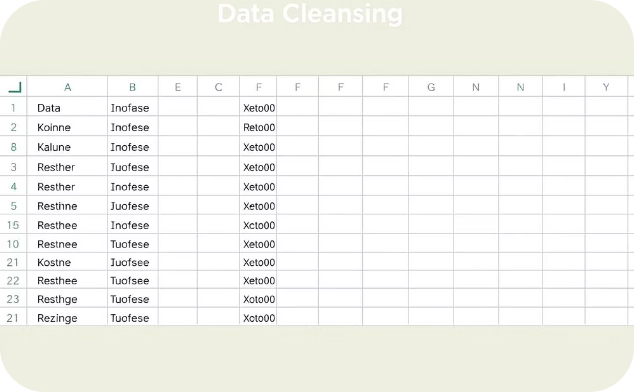 Data Cleansing
A B E C F F F F G N N I Y
1 Data Inofase Xeto00
2 Koinne Inofese Reto00
8 Kalune Inofese Xeto00
3 Resther Juofese Xeto00
4 Resther Inofese Xeto00
5 Resthne Juofese Xeto00
15 Resthee Inofese Xcto00
10 Restnee Tuofese Xeto00
21 Kostne Iuofsee Xeto00
22 Resthee Tuofsee Xeto00
23 Resthge Tuofese Xoto00
21 Rezinge Tuofese Xcto00